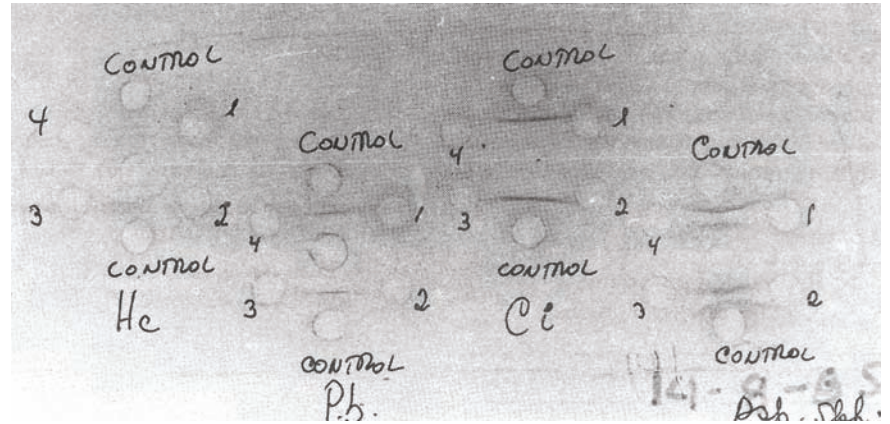 CONTROL
4 1
3 2
CONTROL
Hc
CONTROL
1
4
3 2
CONTROL
P.b.
CONTROL
4 1
3 2
CONTROL
Ci
CONTROL
4 1
3 2
CONTROL